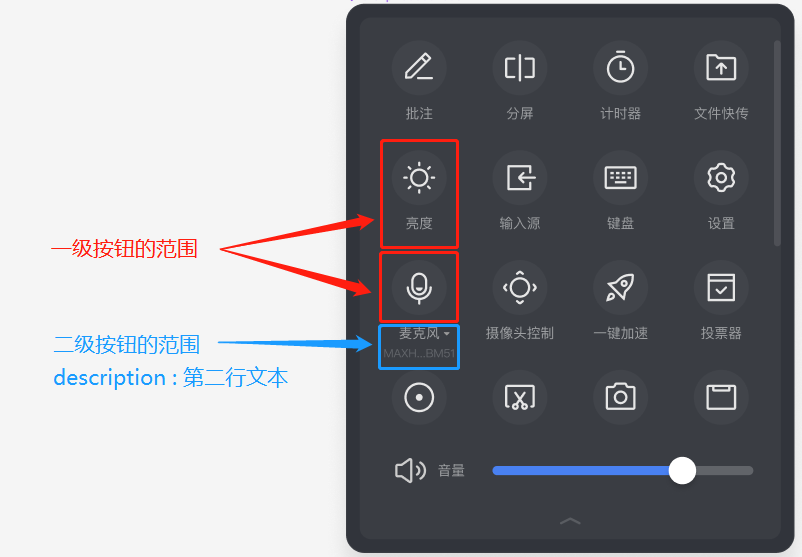 批注
分屏
计时器
文件快传
亮度
输入源
键盘
设置
一级按钮的范围
麦克风
摄像头控制
一键加速
投票器
二级按钮的范围
MAXH...BM51
description : 第二行文本
音量